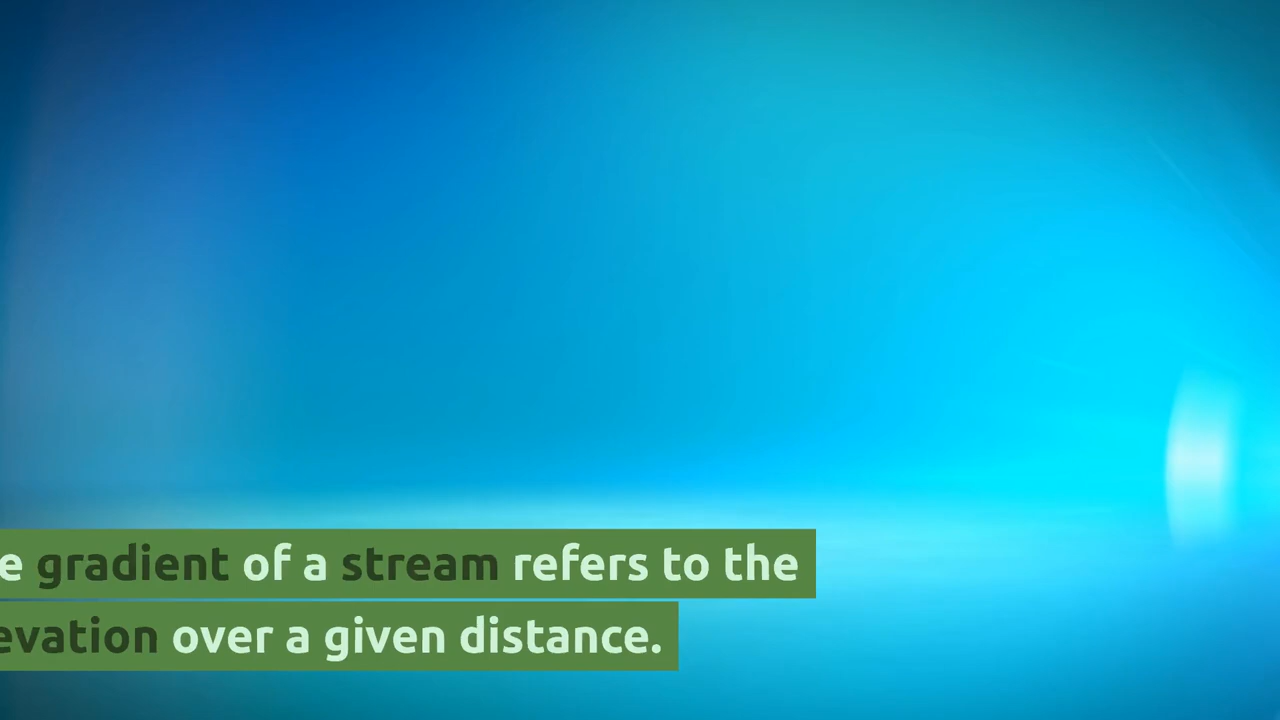 e gradient of a stream refers to the
evation over a given distance.